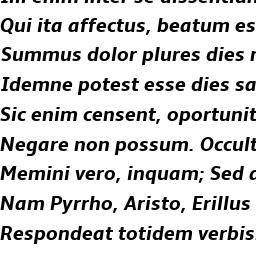 Qui ita affectus, beatum es
Summus dolor plures dies
Idemne potest esse dies sa
Sic enim censent, oportunit
Negare non possum. Occult
Memini vero, inquam; Sed
Nam Pyrrho, Aristo, Erillus
Respondeat totidem verbis.